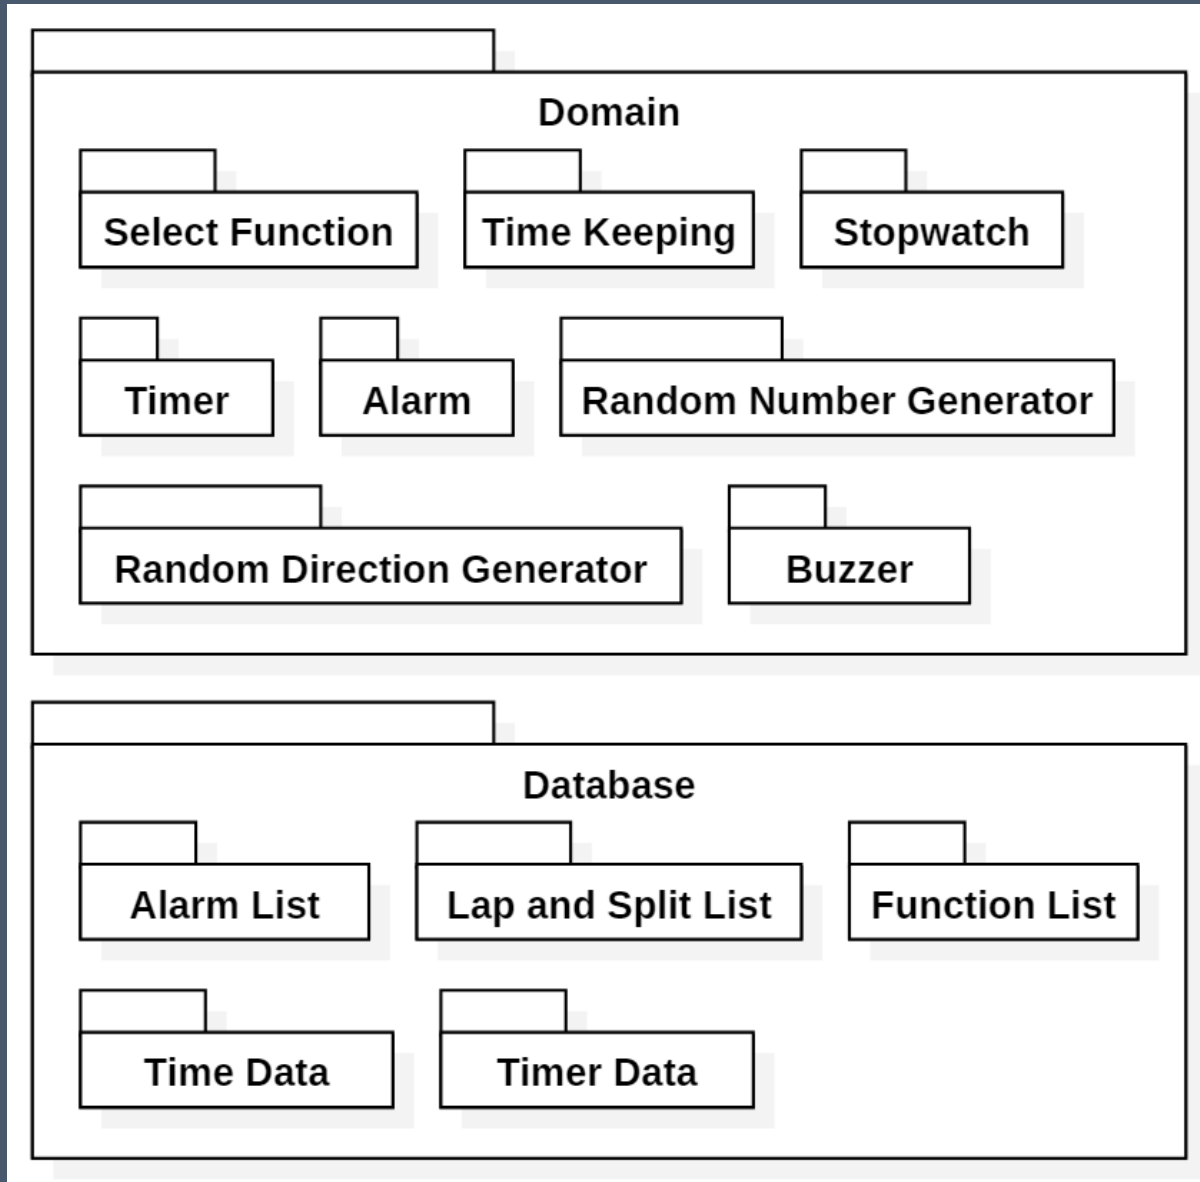 Domain
Select Function
Time Keeping
Stopwatch
Timer
Alarm
Random Number Generator
Random Direction Generator
Buzzer
Database
Alarm List
Lap and Split List
Function List
Time Data
Timer Data